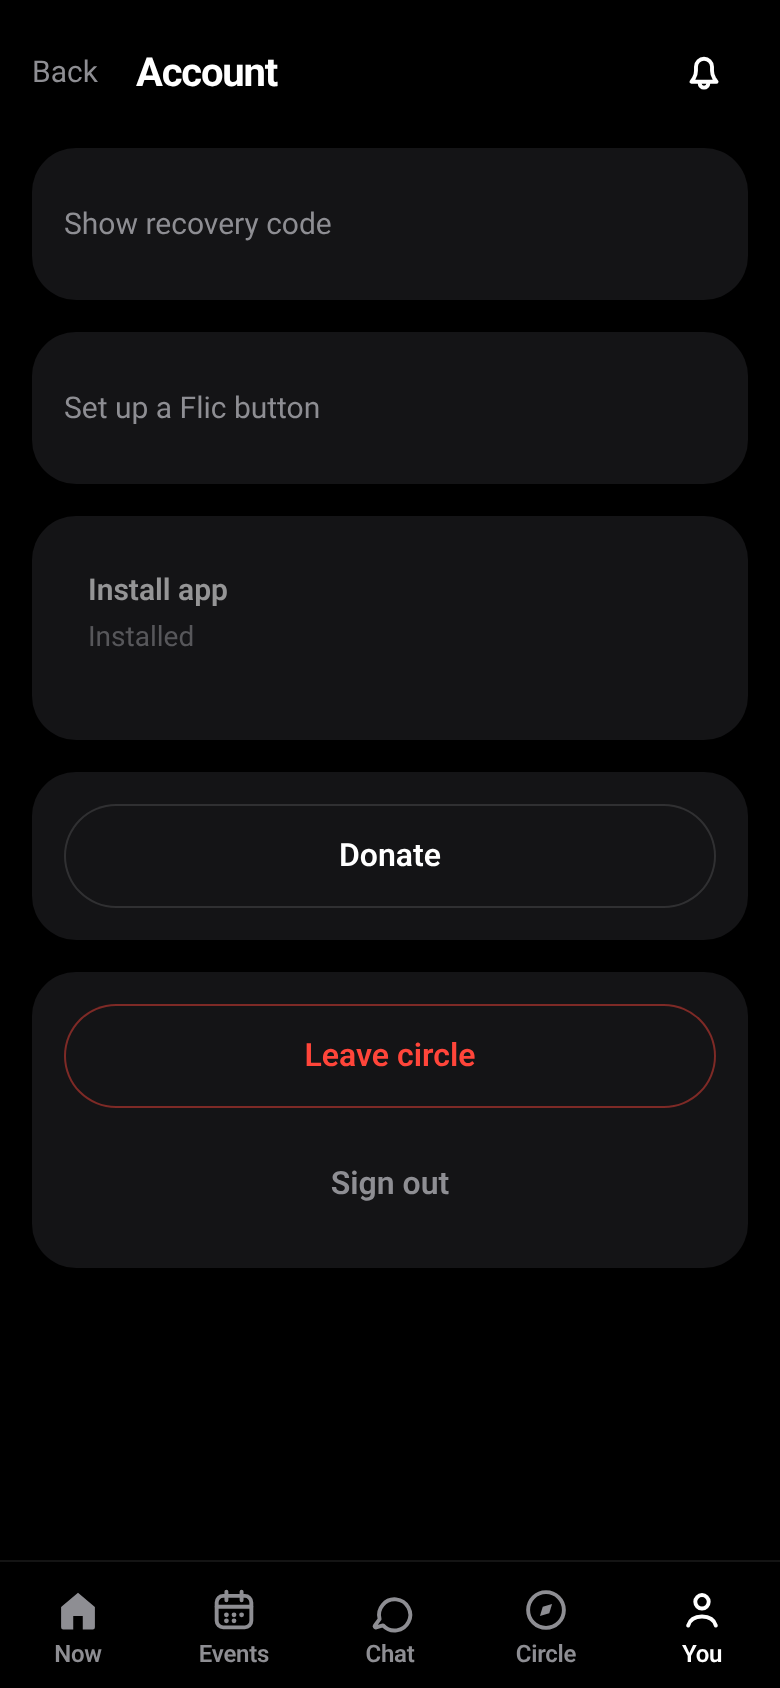 Back
Account
Show recovery code
Set up a Flic button
Install app
Installed
Donate
Leave circle
Sign out
Now
Events
Chat
Circle
You